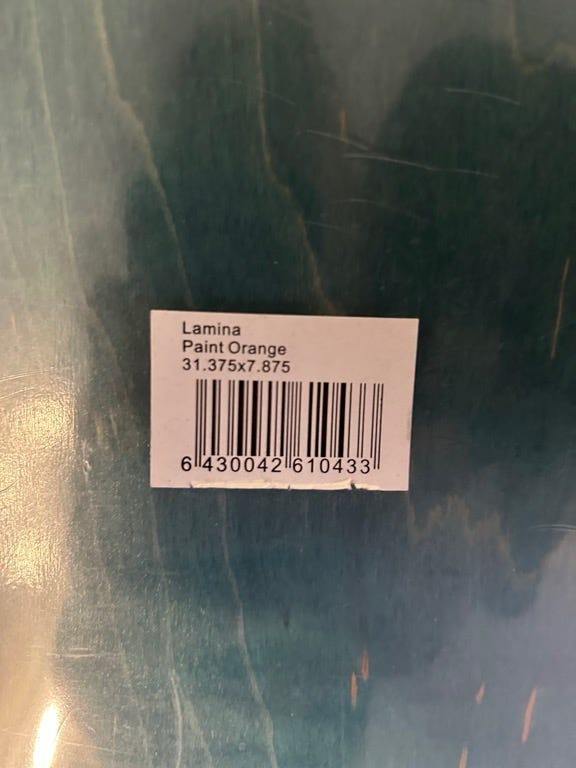 Lamina
Paint Orange
31.375x7.875
6 430042 610433